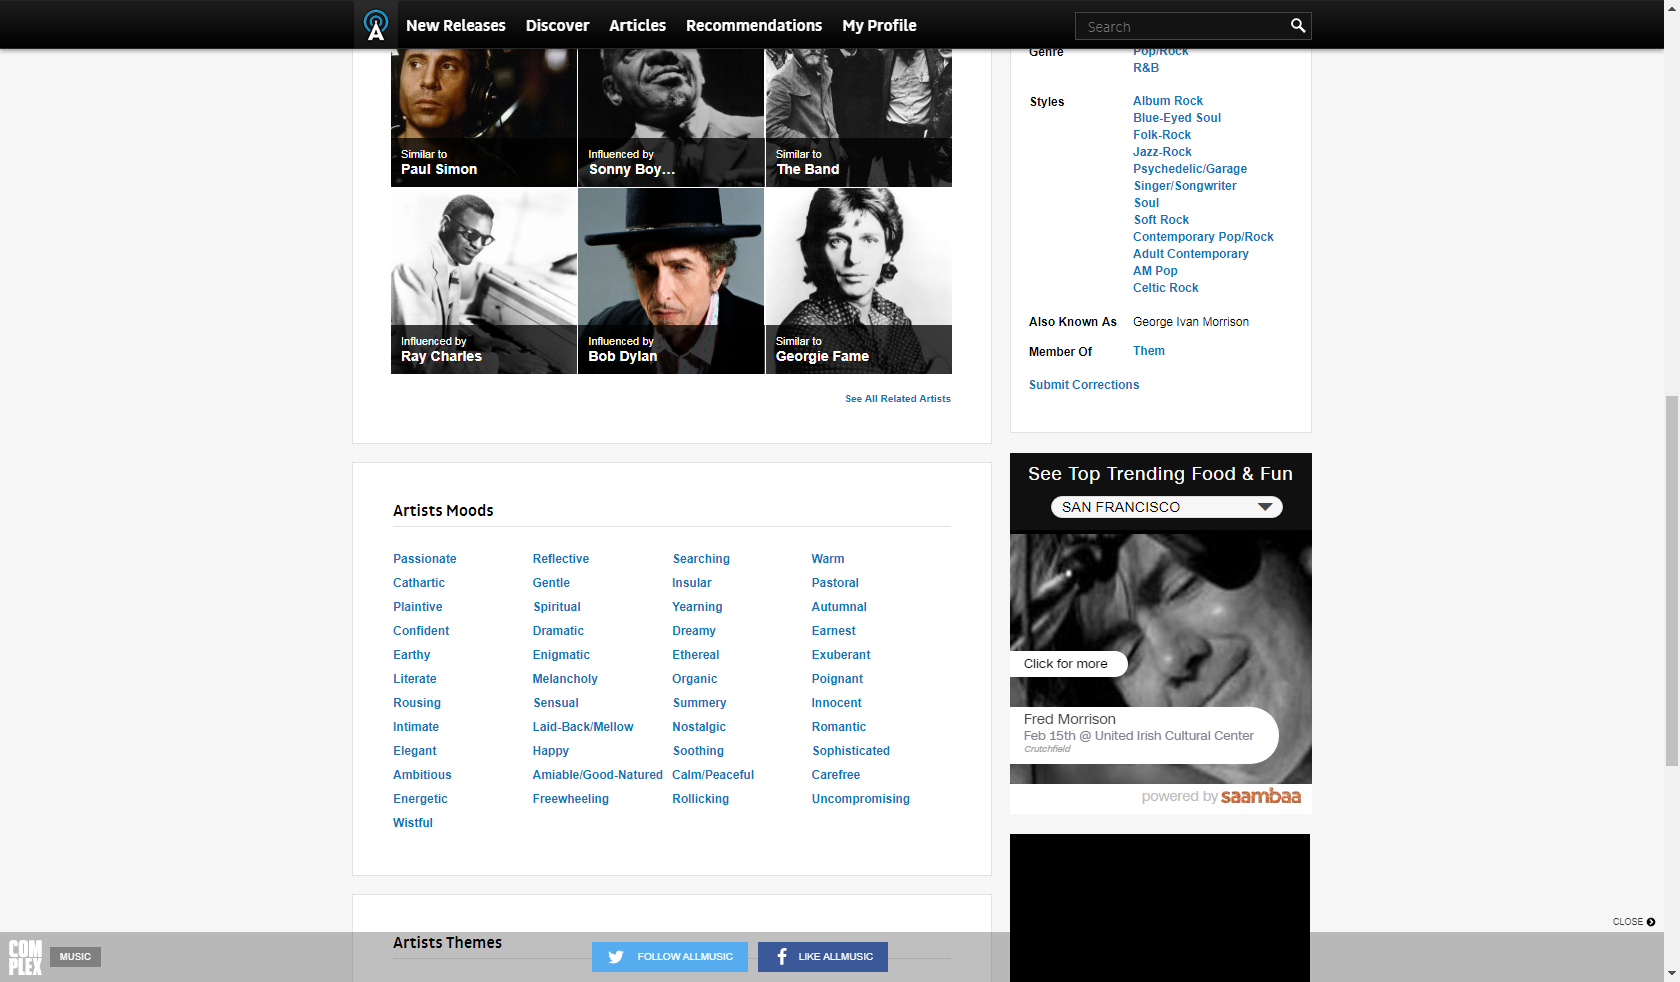 New Releases Discover Articles Recommendations My Profile Search
Similar to
Paul Simon
Influenced by
Sonny Boy…
Similar to
The Band
Influenced by
Ray Charles
Influenced by
Bob Dylan
Similar to
Georgie Fame
See All Related Artists
Genre Pop/Rock
R&B
Styles Album Rock
Blue-Eyed Soul
Folk-Rock
Jazz-Rock
Psychedelic/Garage
Singer/Songwriter
Soul
Soft Rock
Contemporary Pop/Rock
Adult Contemporary
AM Pop
Celtic Rock
Also Known As George Ivan Morrison
Member Of Them
Submit Corrections
Artists Moods
Passionate Reflective Searching Warm
Cathartic Gentle Insular Pastoral
Plaintive Spiritual Yearning Autumnal
Confident Dramatic Dreamy Earnest
Earthy Enigmatic Ethereal Exuberant
Literate Melancholy Organic Poignant
Rousing Sensual Summery Innocent
Intimate Laid-Back/Mellow Nostalgic Romantic
Elegant Happy Soothing Sophisticated
Ambitious Amiable/Good-Natured Calm/Peaceful Carefree
Energetic Freewheeling Rollicking Uncompromising
Wistful
See Top Trending Food & Fun
SAN FRANCISCO
Click for more
Fred Morrison
Feb 15th @ United Irish Cultural Center
Crutchfield
powered by saambaa
Artists Themes
CLOSE
COM
PLEX
MUSIC
FOLLOW ALLMUSIC
LIKE ALLMUSIC